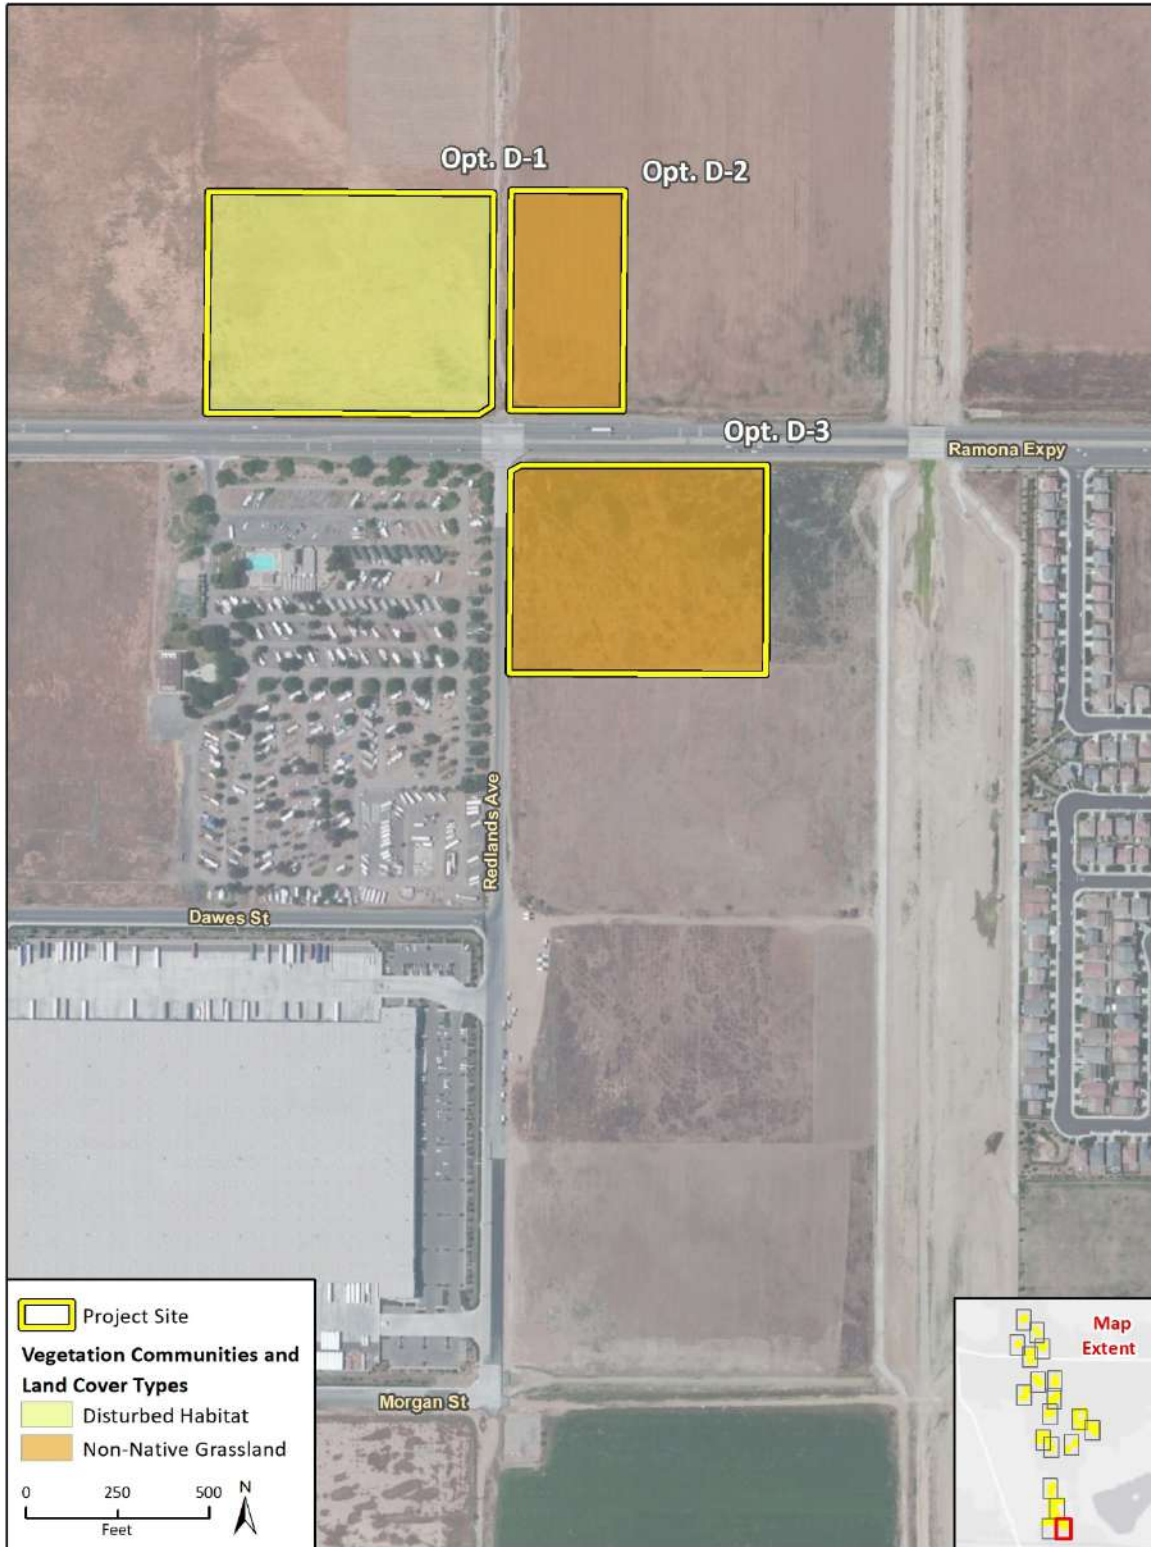 Opt. D-1
Opt. D-2
Opt. D-3
Ramona Expy
Redlands Ave
Dawes St
Morgan St
Project Site
Vegetation Communities and
Land Cover Types
Disturbed Habitat
Non-Native Grassland
0 250 500
Feet
N
Map
Extent